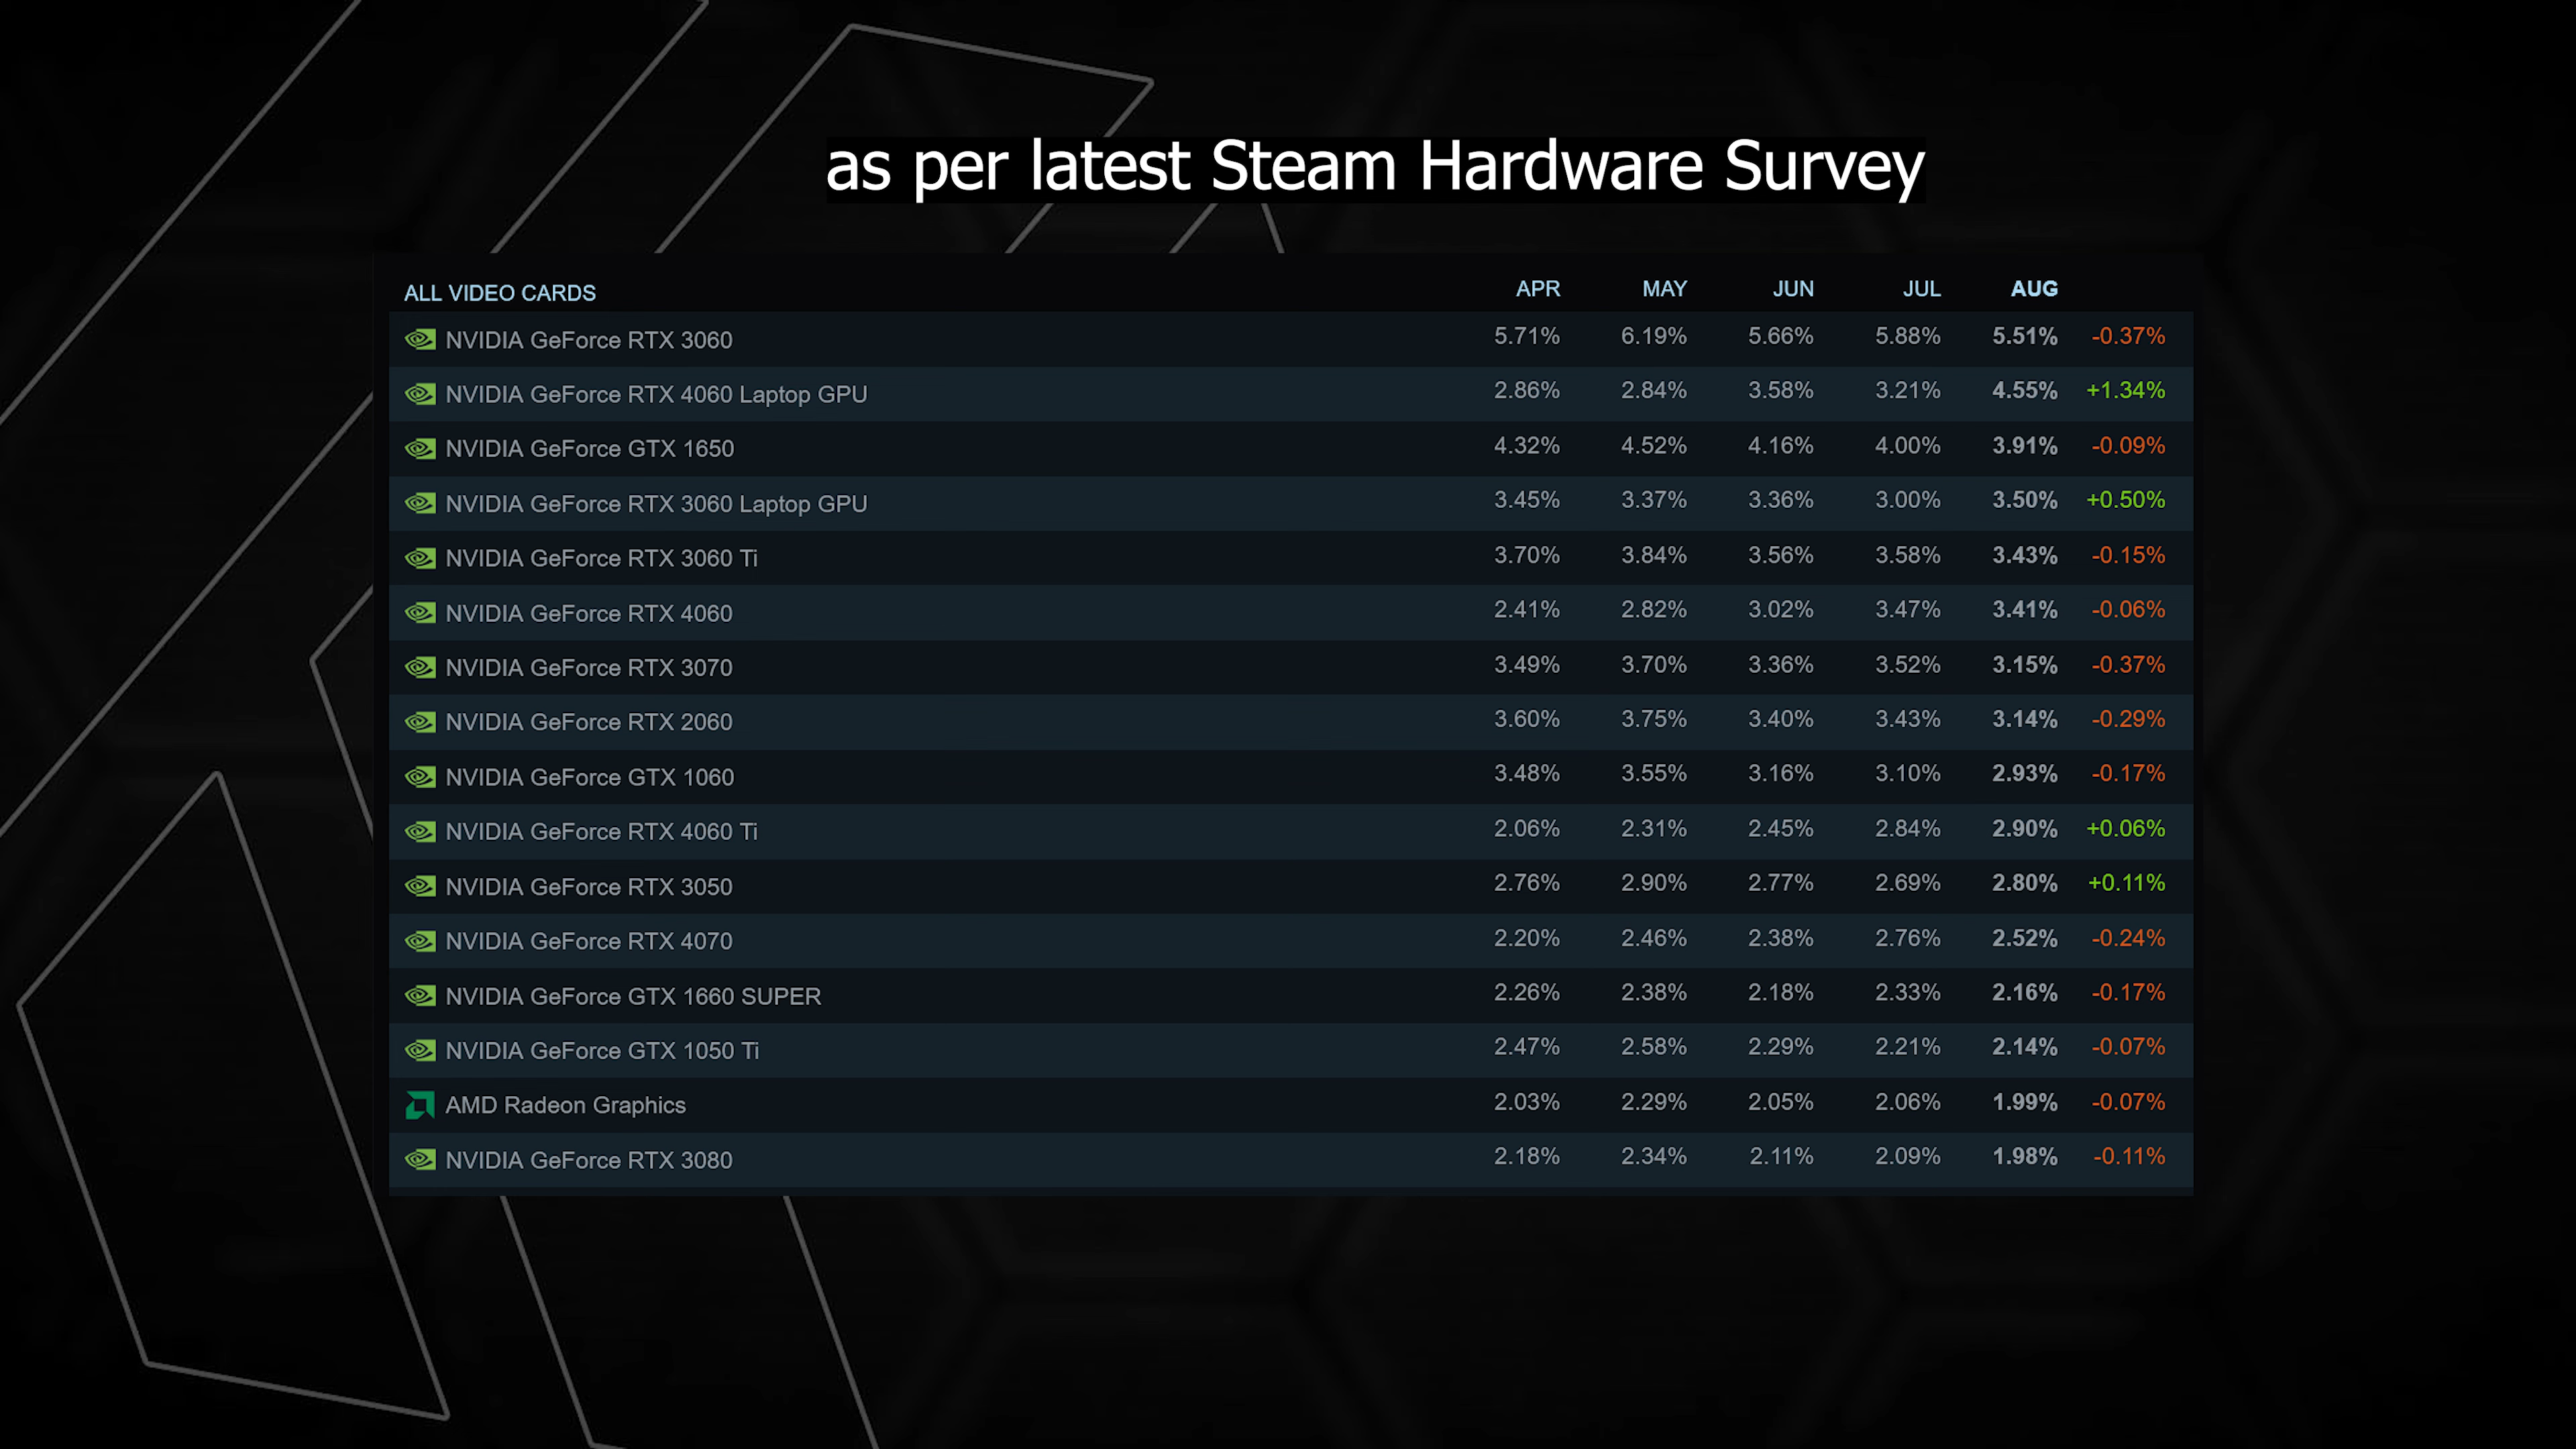 as per latest Steam Hardware Survey
ALL VIDEO CARDS APR MAY JUN JUL AUG
NVIDIA GeForce RTX 3060 5.71% 6.19% 5.66% 5.88% 5.51% -0.37%
NVIDIA GeForce RTX 4060 Laptop GPU 2.86% 2.84% 3.58% 3.21% 4.55% +1.34%
NVIDIA GeForce GTX 1650 4.32% 4.52% 4.16% 4.00% 3.91% -0.09%
NVIDIA GeForce RTX 3060 Laptop GPU 3.45% 3.37% 3.36% 3.00% 3.50% +0.50%
NVIDIA GeForce RTX 3060 Ti 3.70% 3.84% 3.56% 3.58% 3.43% -0.15%
NVIDIA GeForce RTX 4060 2.41% 2.82% 3.02% 3.47% 3.41% -0.06%
NVIDIA GeForce RTX 3070 3.49% 3.70% 3.36% 3.52% 3.15% -0.37%
NVIDIA GeForce RTX 2060 3.60% 3.75% 3.40% 3.43% 3.14% -0.29%
NVIDIA GeForce GTX 1060 3.48% 3.55% 3.16% 3.10% 2.93% -0.17%
NVIDIA GeForce RTX 4060 Ti 2.06% 2.31% 2.45% 2.84% 2.90% +0.06%
NVIDIA GeForce RTX 3050 2.76% 2.90% 2.77% 2.69% 2.80% +0.11%
NVIDIA GeForce RTX 4070 2.20% 2.46% 2.38% 2.76% 2.52% -0.24%
NVIDIA GeForce GTX 1660 SUPER 2.26% 2.38% 2.18% 2.33% 2.16% -0.17%
NVIDIA GeForce GTX 1050 Ti 2.47% 2.58% 2.29% 2.21% 2.14% -0.07%
AMD Radeon Graphics 2.03% 2.29% 2.05% 2.06% 1.99% -0.07%
NVIDIA GeForce RTX 3080 2.18% 2.34% 2.11% 2.09% 1.98% -0.11%